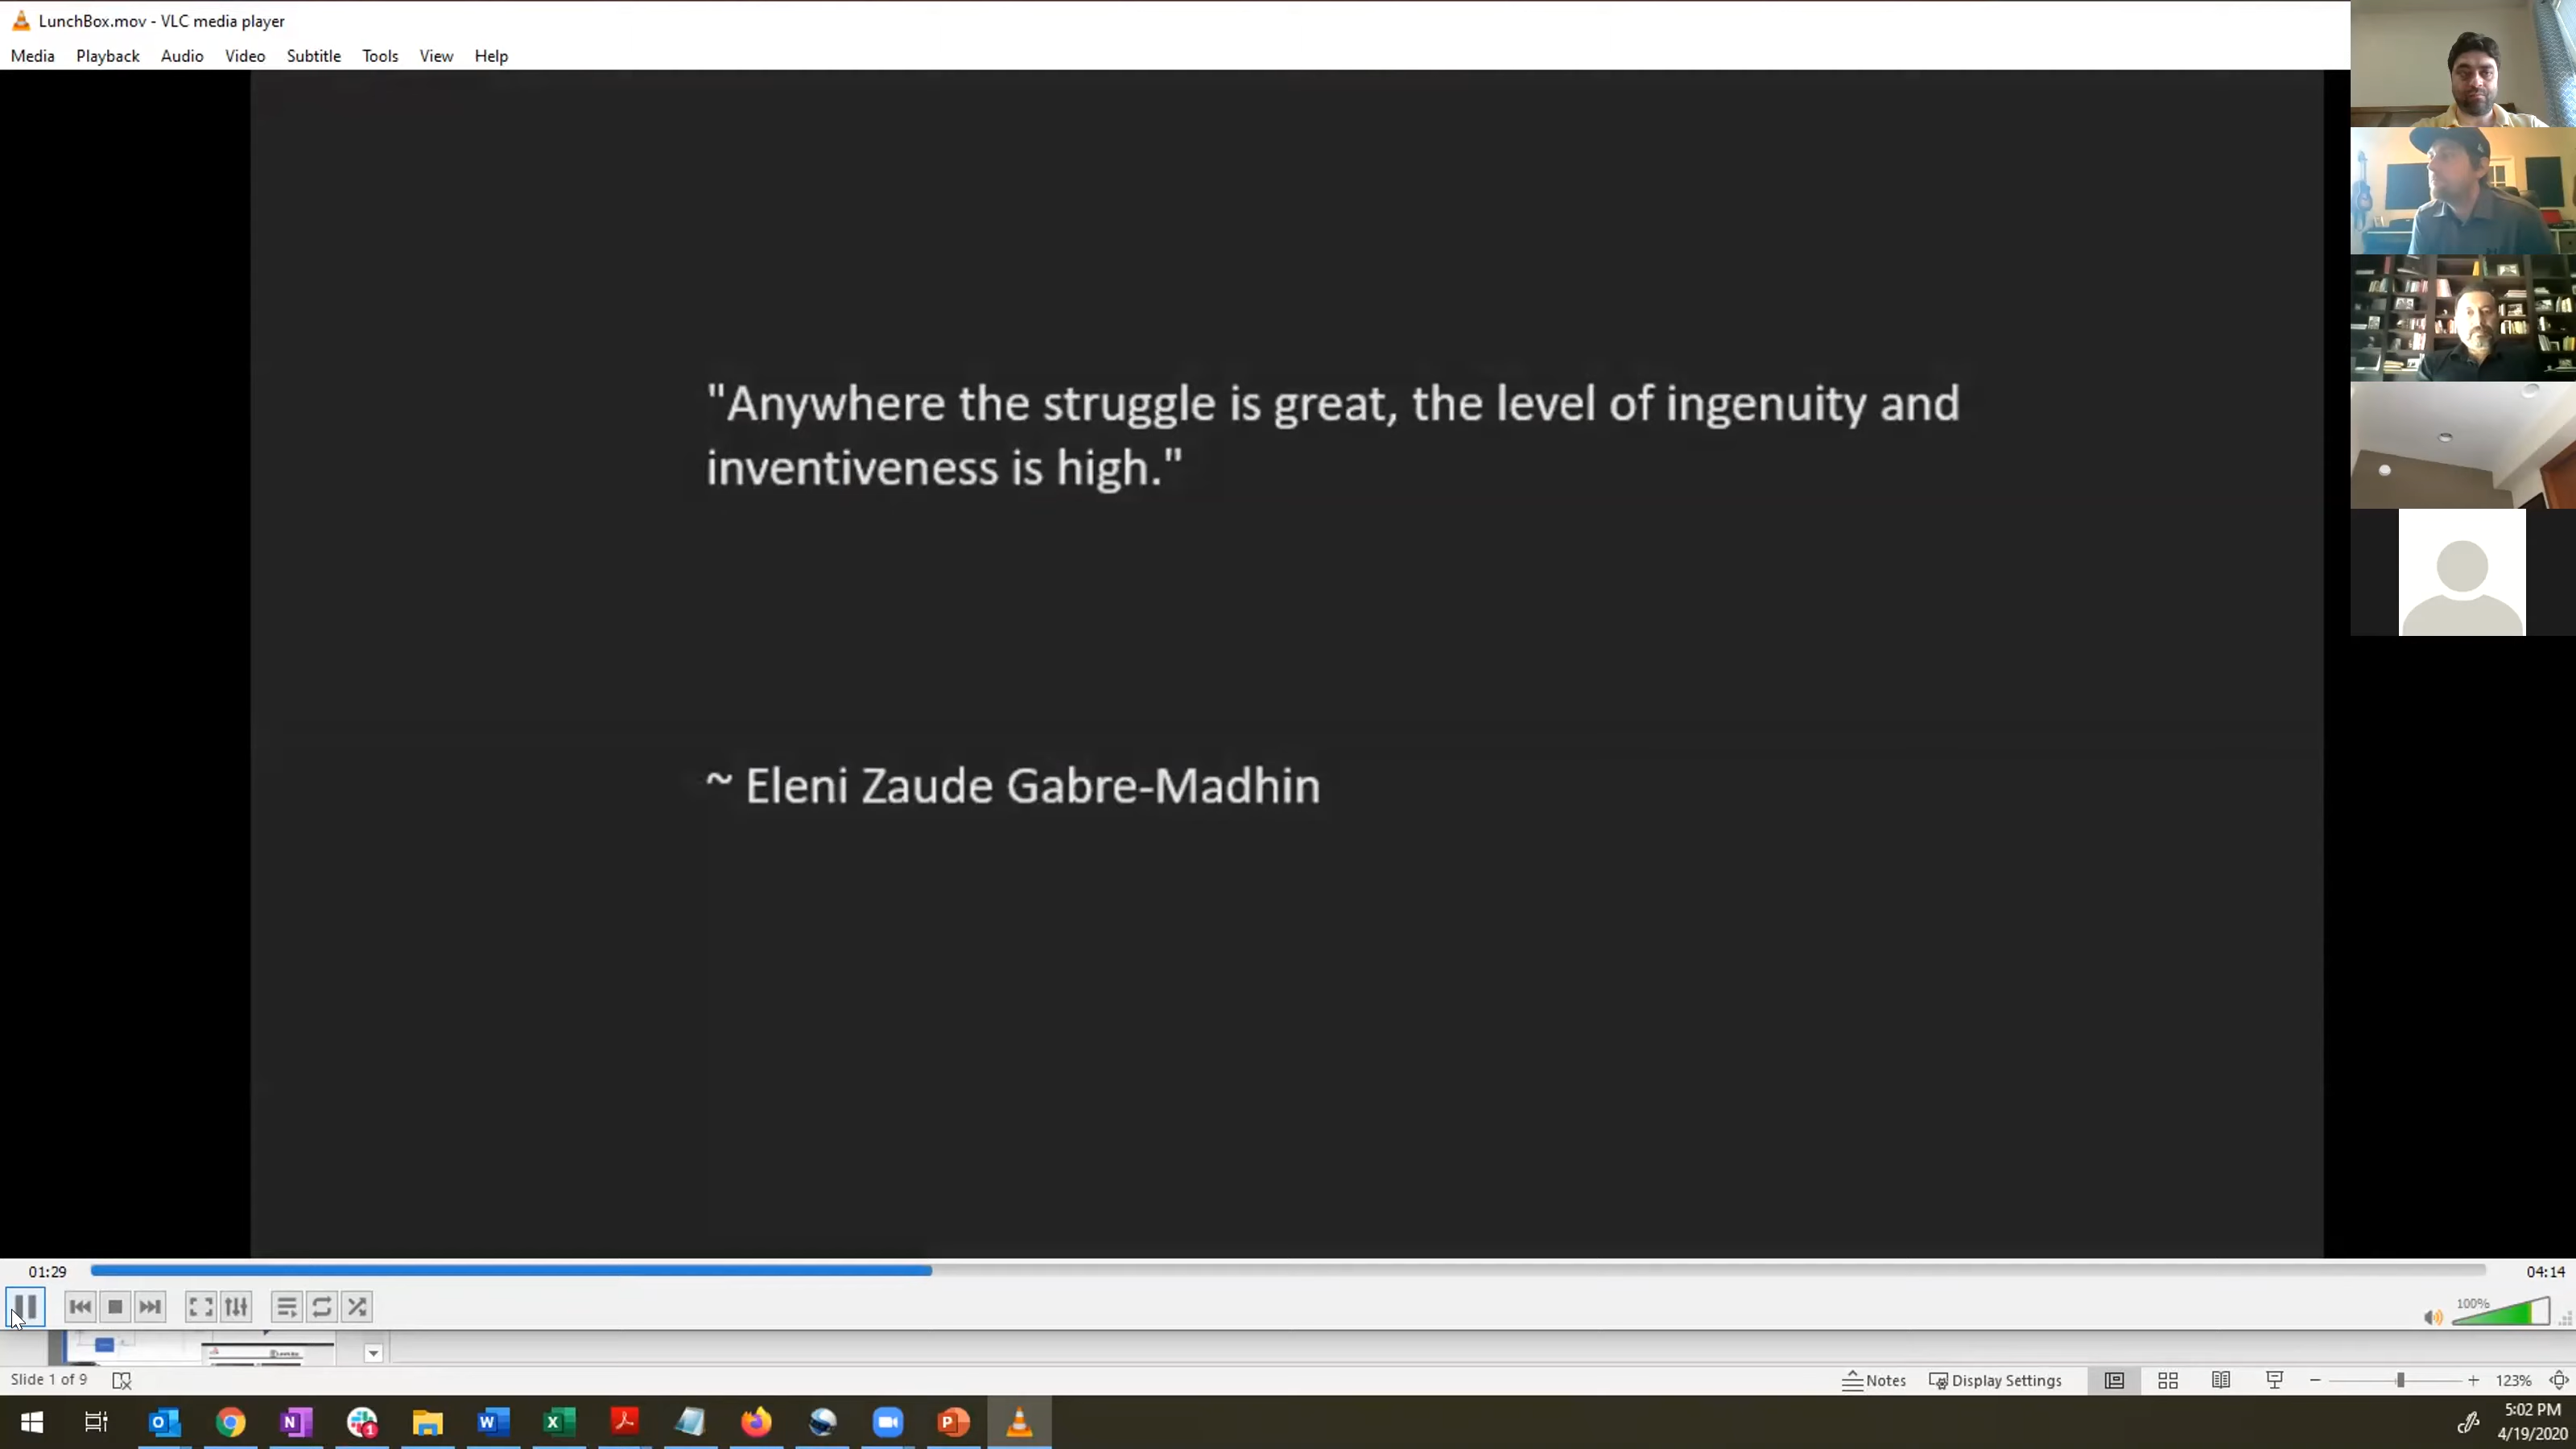 LunchBox.mov - VLC media player
Media Playback Audio Video Subtitle Tools View Help
"Anywhere the struggle is great, the level of ingenuity and
inventiveness is high."
~ Eleni Zaude Gabre-Madhin
01:29
04:14
100%
Slide 1 of 9
Notes
Display Settings
123%
5:02 PM
4/19/2020